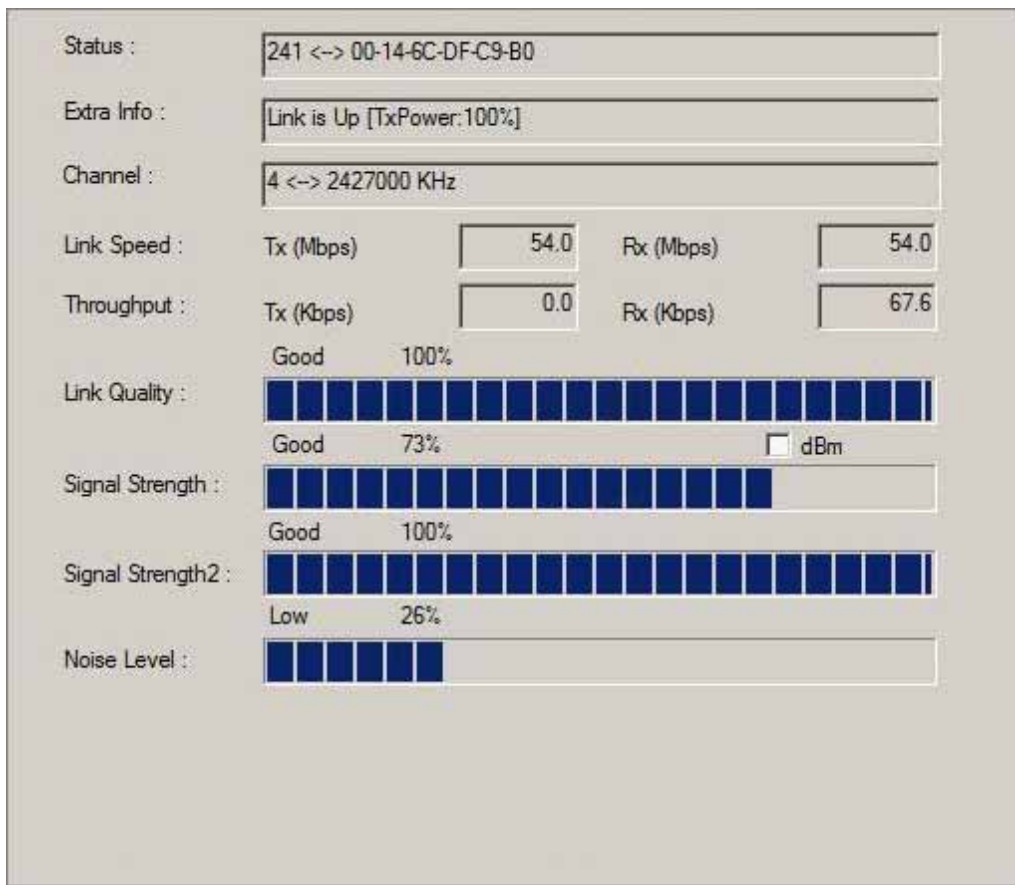 Status : 241 <--> 00-14-6C-DF-C9-B0
Extra Info : Link is Up [TxPower:100%]
Channel : 4 <--> 2427000 KHz
Link Speed : Tx (Mbps) 54.0 Rx (Mbps) 54.0
Throughput : Tx (Kbps) 0.0 Rx (Kbps) 67.6
Good 100%
Link Quality :
Good 73% dBm
Signal Strength :
Good 100%
Signal Strength2 :
Low 26%
Noise Level :